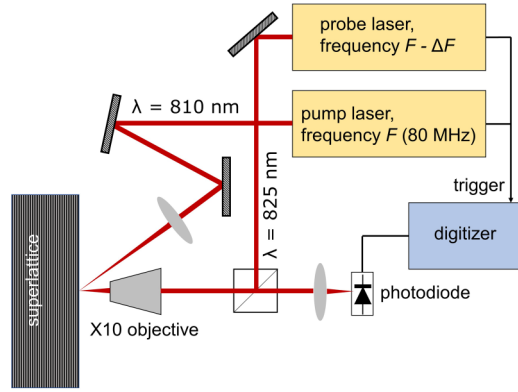 probe laser,
frequency F - ΔF
λ = 810 nm
pump laser,
frequency F (80 MHz)
λ = 825 nm
trigger
digitizer
superlattice
photodiode
X10 objective